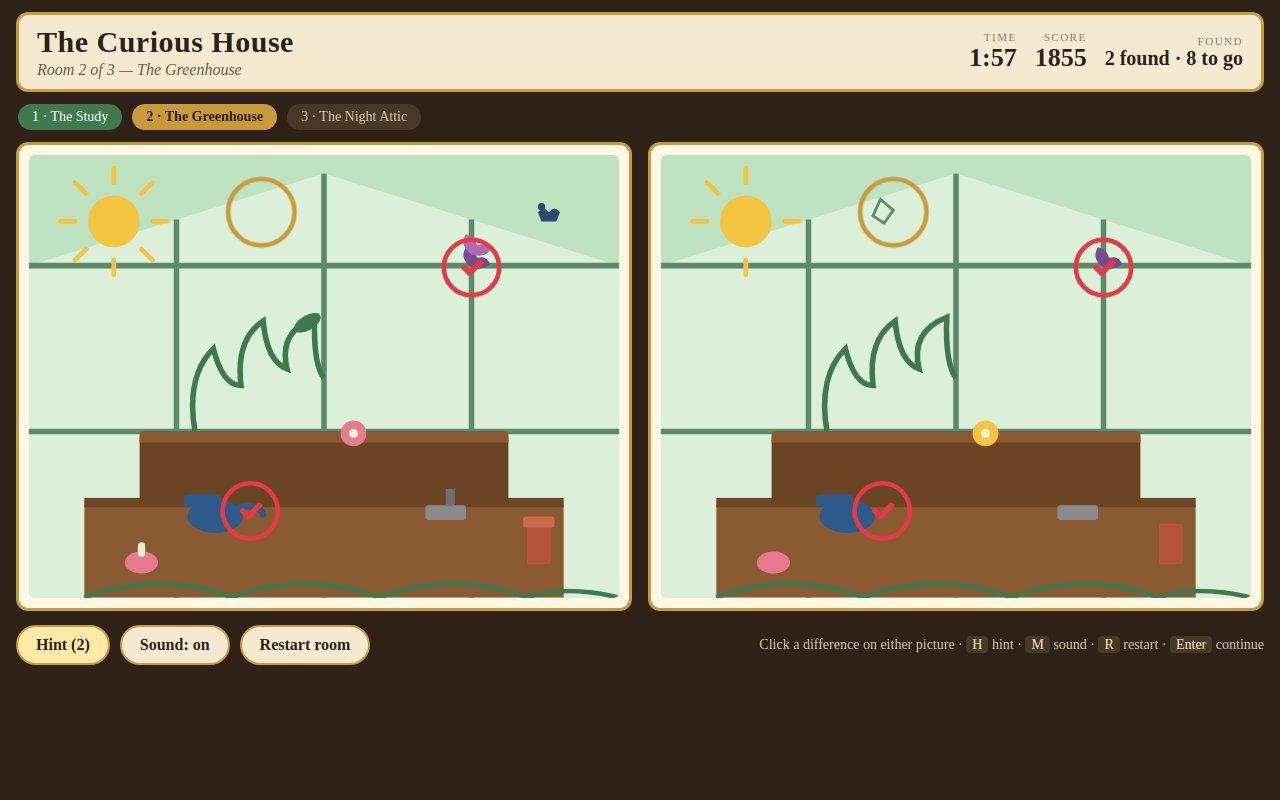 The Curious House
Room 2 of 3 — The Greenhouse
TIME
1:57
SCORE
1855
FOUND
2 found · 8 to go
1 · The Study
2 · The Greenhouse
3 · The Night Attic
Hint (2)
Sound: on
Restart room
Click a difference on either picture · H hint · M sound · R restart · Enter continue